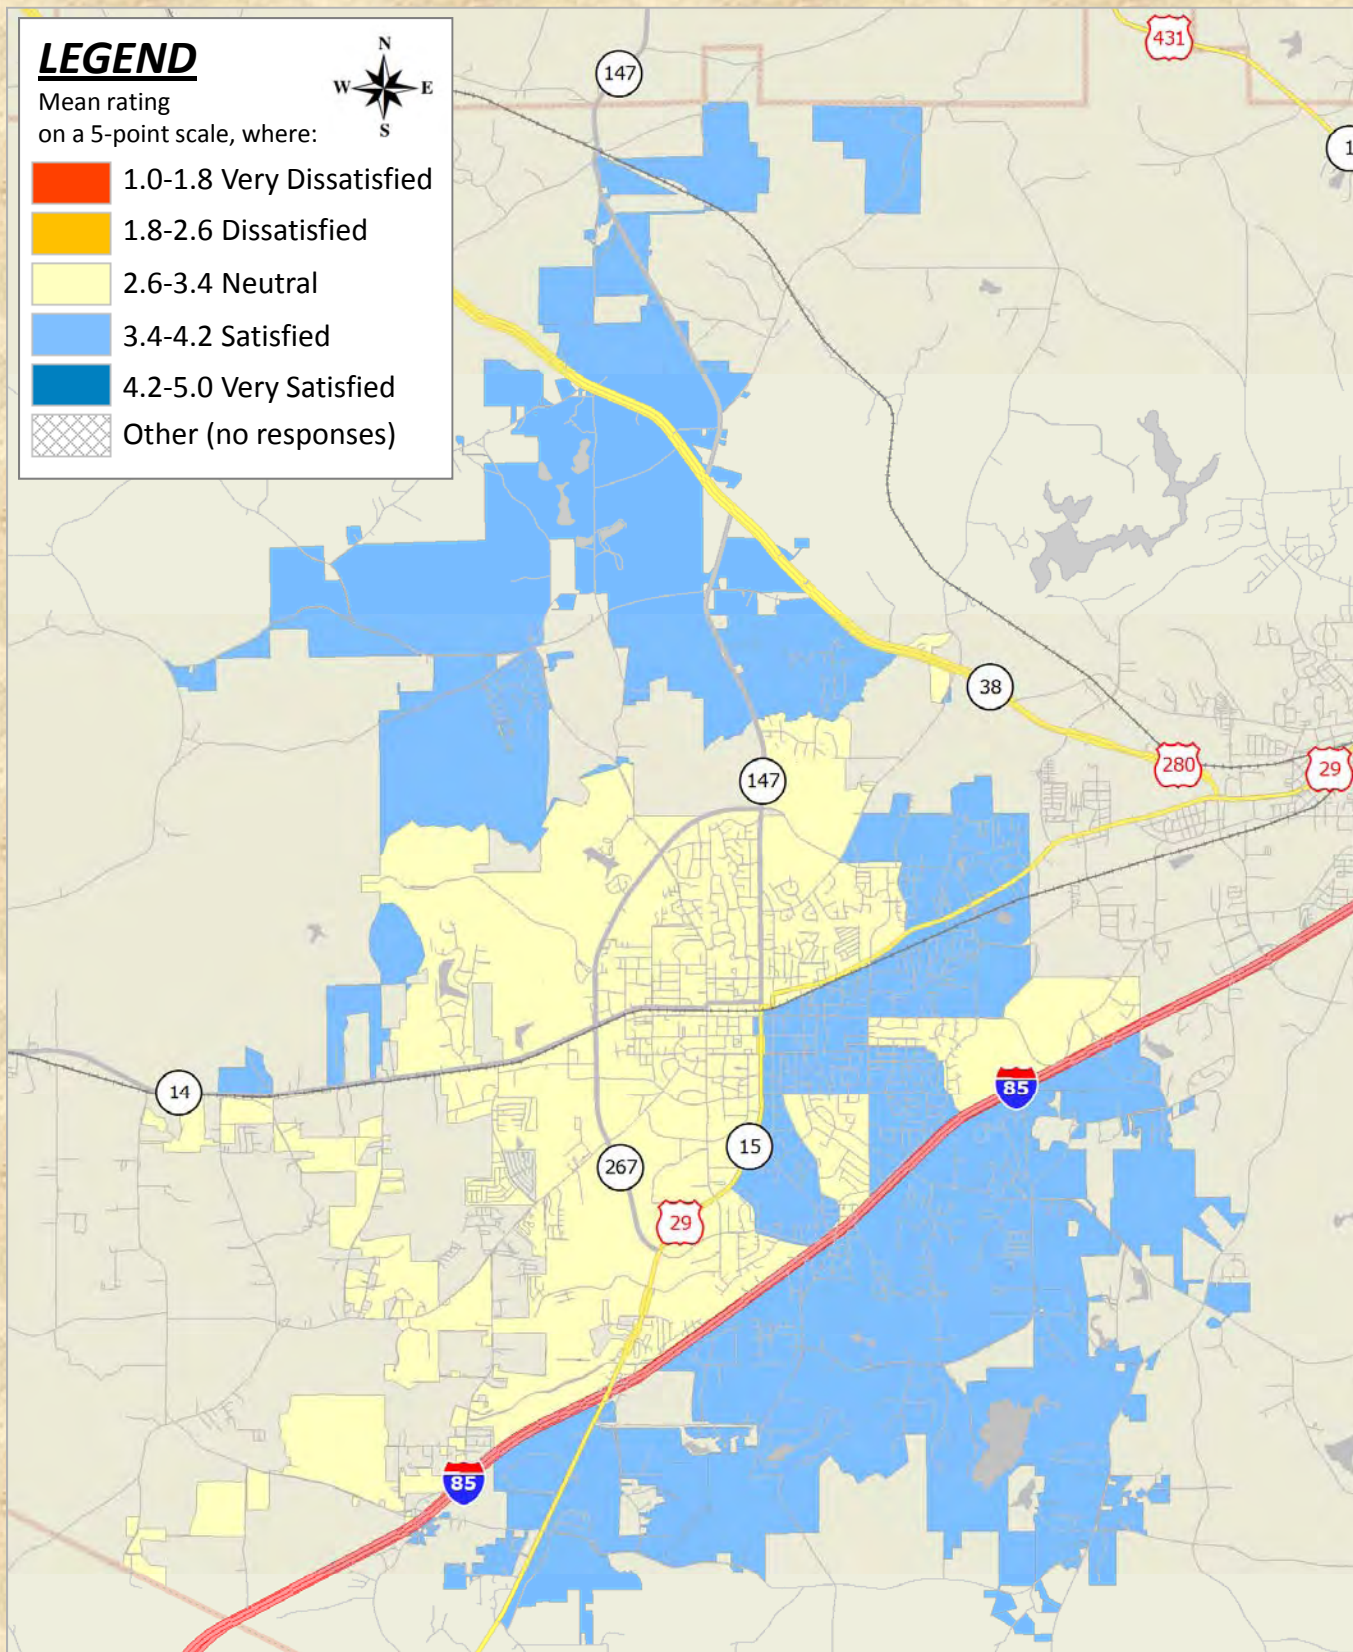 LEGEND
Mean rating
on a 5-point scale, where:
N
W
E
S
1.0-1.8 Very Dissatisfied
1.8-2.6 Dissatisfied
2.6-3.4 Neutral
3.4-4.2 Satisfied
4.2-5.0 Very Satisfied
Other (no responses)
147
431
1
38
280
29
147
14
85
15
267
29
85